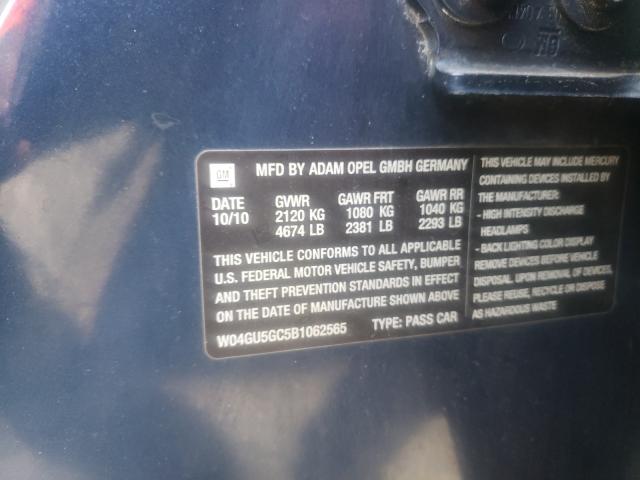 GM
MFD BY ADAM OPEL GMBH GERMANY
DATE GVWR GAWR FRT GAWR RR
10/10 2120 KG 1080 KG 1040 KG
4674 LB 2381 LB 2293 LB
THIS VEHICLE CONFORMS TO ALL APPLICABLE
U.S. FEDERAL MOTOR VEHICLE SAFETY, BUMPER
AND THEFT PREVENTION STANDARDS IN EFFECT
ON THE DATE OF MANUFACTURE SHOWN ABOVE
W04GU5GC5B1062565 TYPE: PASS CAR
THIS VEHICLE MAY INCLUDE MERCURY
CONTAINING DEVICES INSTALLED BY
THE MANUFACTURER:
- HIGH INTENSITY DISCHARGE
HEADLAMPS
- BACK LIGHTING COLOR DISPLAY
REMOVE DEVICES BEFORE VEHICLE
DISPOSAL. UPON REMOVAL OF DEVICES,
PLEASE REUSE, RECYCLE OR DISPOSE
AS HAZARDOUS WASTE